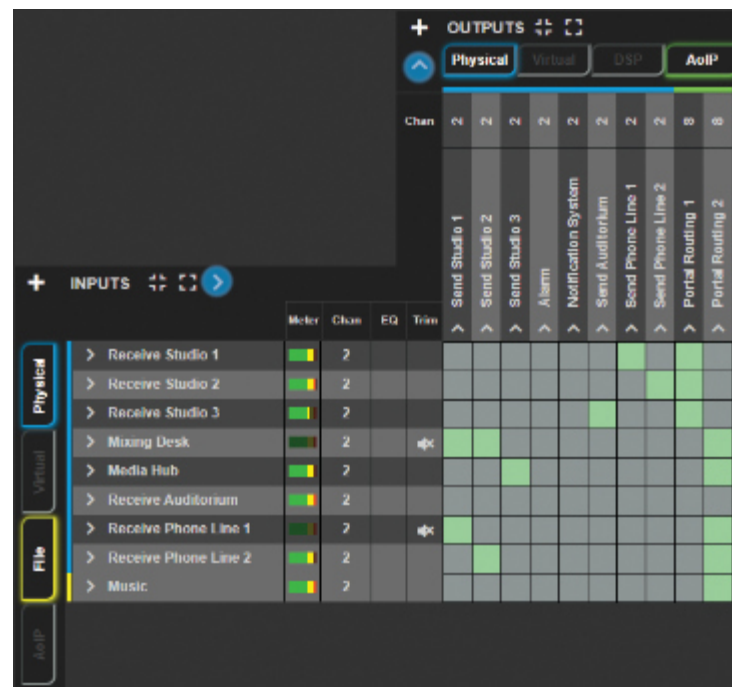 OUTPUTS
Physical Virtual DSP AoIP
Chan 2 2 2 2 2 2 2 2 8 8
Send Studio 1
Send Studio 2
Send Studio 3
Alarm
Notification System
Send Auditorium
Send Phone Line 1
Send Phone Line 2
Portal Routing 1
Portal Routing 2
INPUTS
Meter Chan EQ Trim
Physical
Virtual
File
AoIP
Receive Studio 1 2
Receive Studio 2 2
Receive Studio 3 2
Mixing Desk 2
Media Hub 2
Receive Auditorium 2
Receive Phone Line 1 2
Receive Phone Line 2 2
Music 2